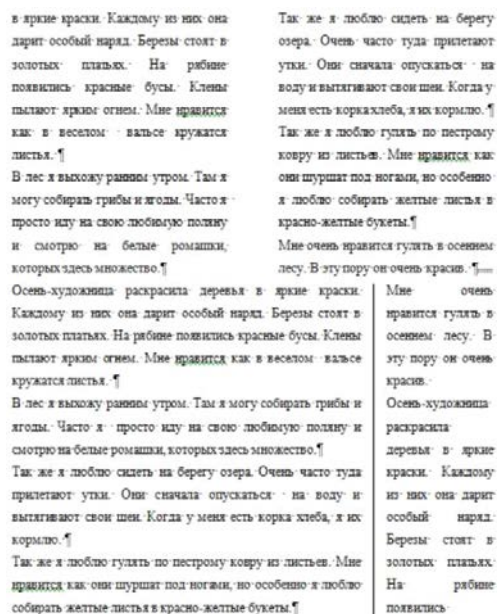 в яркие краски. Каждому из них она
дарит особый наряд. Березы стоят в
золотых платьях. На рябине
появились красные бусы. Клены
пылают ярким огнем. Мне нравится
как в веселом вальсе кружатся
листья. ¶
В лес я выхожу ранним утром. Там я
могу собирать грибы и ягоды. Часто я
просто иду на свою любимую поляну
и смотрю на белые ромашки,
которых здесь множество.¶
Так же я люблю сидеть на берегу
озера. Очень часто туда прилетают
утки. Они сначала опускаться на
воду и вытягивают свои шеи. Когда у
меня есть корка хлеба, я их кормлю. ¶
Так же я люблю гулять по пестрому
ковру из листьев. Мне нравится как
они шуршат под ногами, но особенно
я люблю собирать желтые листья в
красно-желтые букеты.¶
Мне очень нравится гулять в осеннем
лесу. В эту пору он очень красив. ¶
Осень-художница раскрасила деревья в яркие краски.
Каждому из них она дарит особый наряд. Березы стоят в
золотых платьях. На рябине появились красные бусы. Клены
пылают ярким огнем. Мне нравится как в веселом вальсе
кружатся листья. ¶
В лес я выхожу ранним утром. Там я могу собирать грибы и
ягоды. Часто я просто иду на свою любимую поляну и
смотрю на белые ромашки, которых здесь множество.¶
Так же я люблю сидеть на берегу озера. Очень часто туда
прилетают утки. Они сначала опускаться на воду и
вытягивают свои шеи. Когда у меня есть корка хлеба, я их
кормлю. ¶
Так же я люблю гулять по пестрому ковру из листьев. Мне
нравится как они шуршат под ногами, но особенно я люблю
собирать желтые листья в красно-желтые букеты.¶
Мне очень
нравится гулять в
осеннем лесу. В
эту пору он очень
красив.
Осень-художница
раскрасила
деревья в яркие
краски. Каждому
из них она дарит
особый наряд.
Березы стоят в
золотых платьях.
На рябине
появились